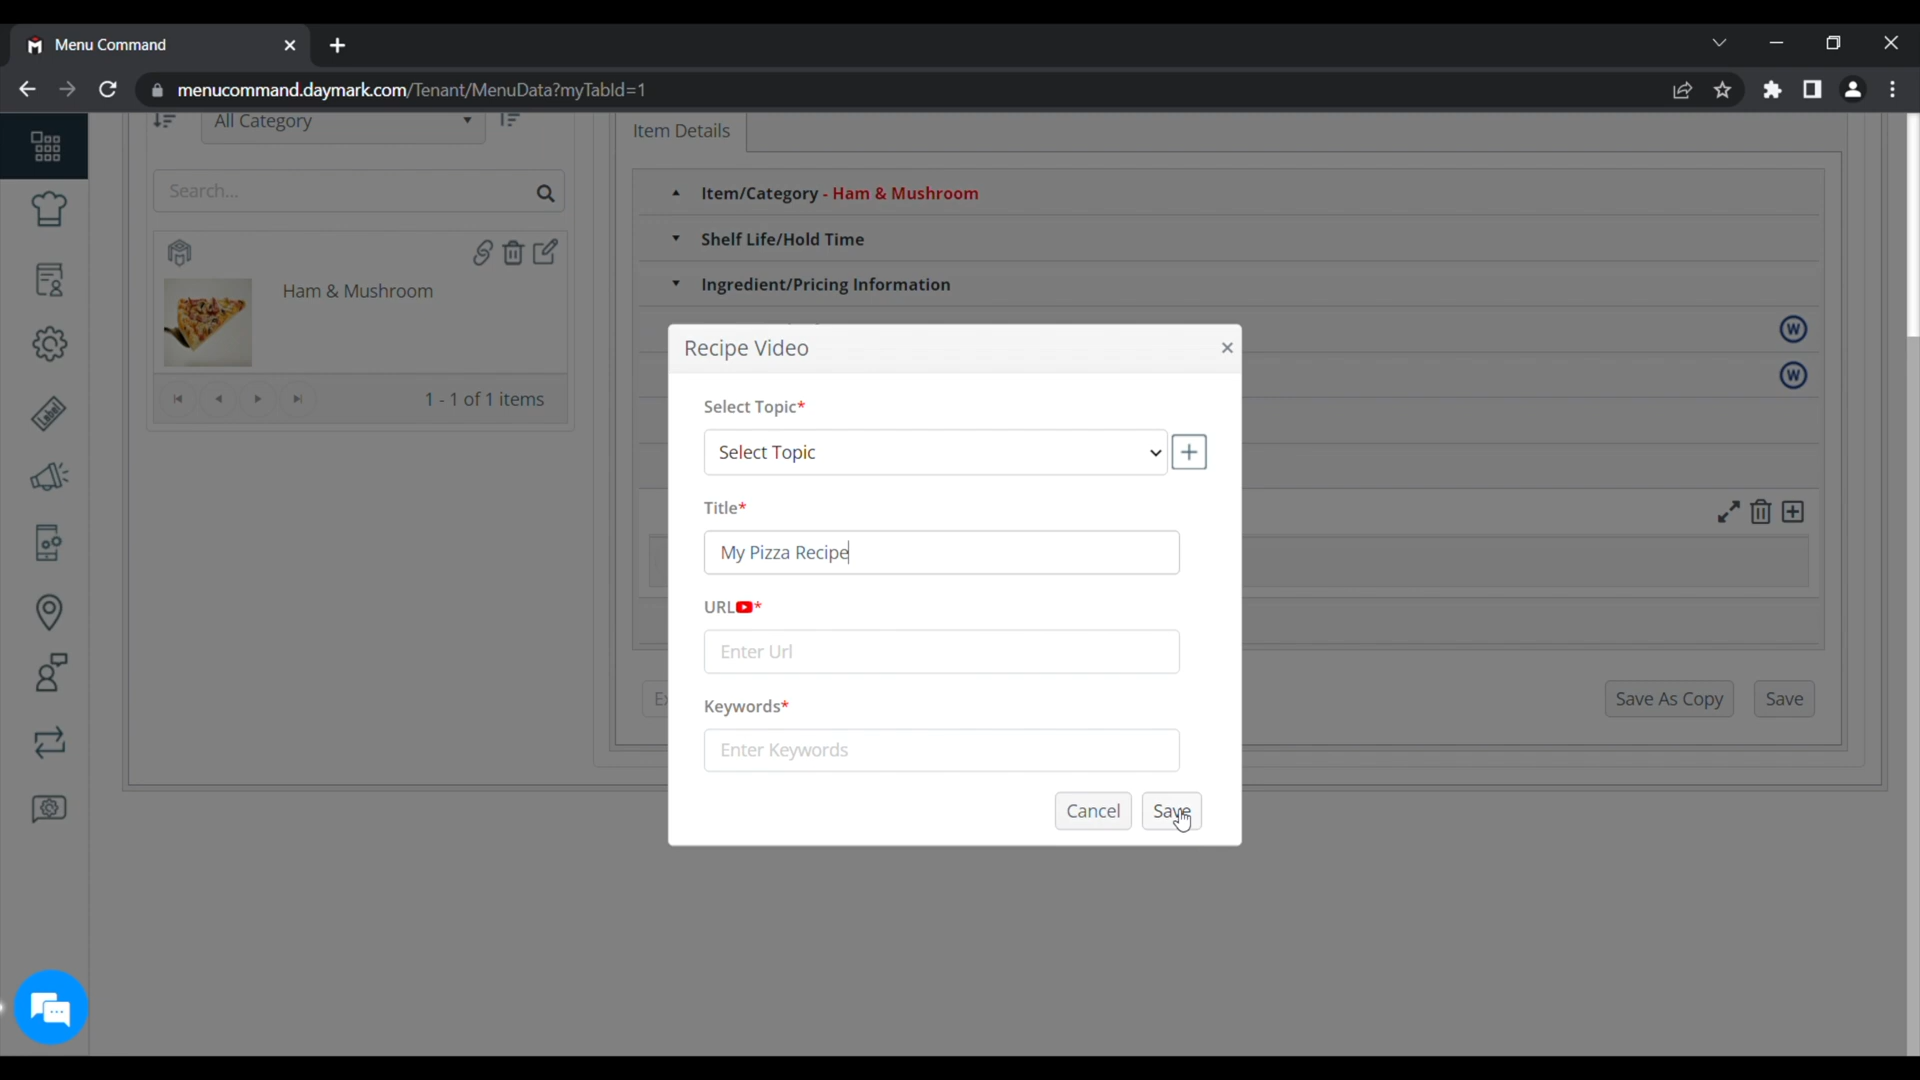 Menu Command
menucommand.daymark.com/Tenant/MenuData?myTabId=1
All Category
Item Details
Search...
Item/Category - Ham & Mushroom
Shelf Life/Hold Time
Ham & Mushroom
Ingredient/Pricing Information
W
Recipe Video
W
1 - 1 of 1 items
Select Topic*
Select Topic
Label
Title*
My Pizza Recipe
URL*
Enter Url
Save As Copy
Save
Keywords*
Enter Keywords
Cancel
Save